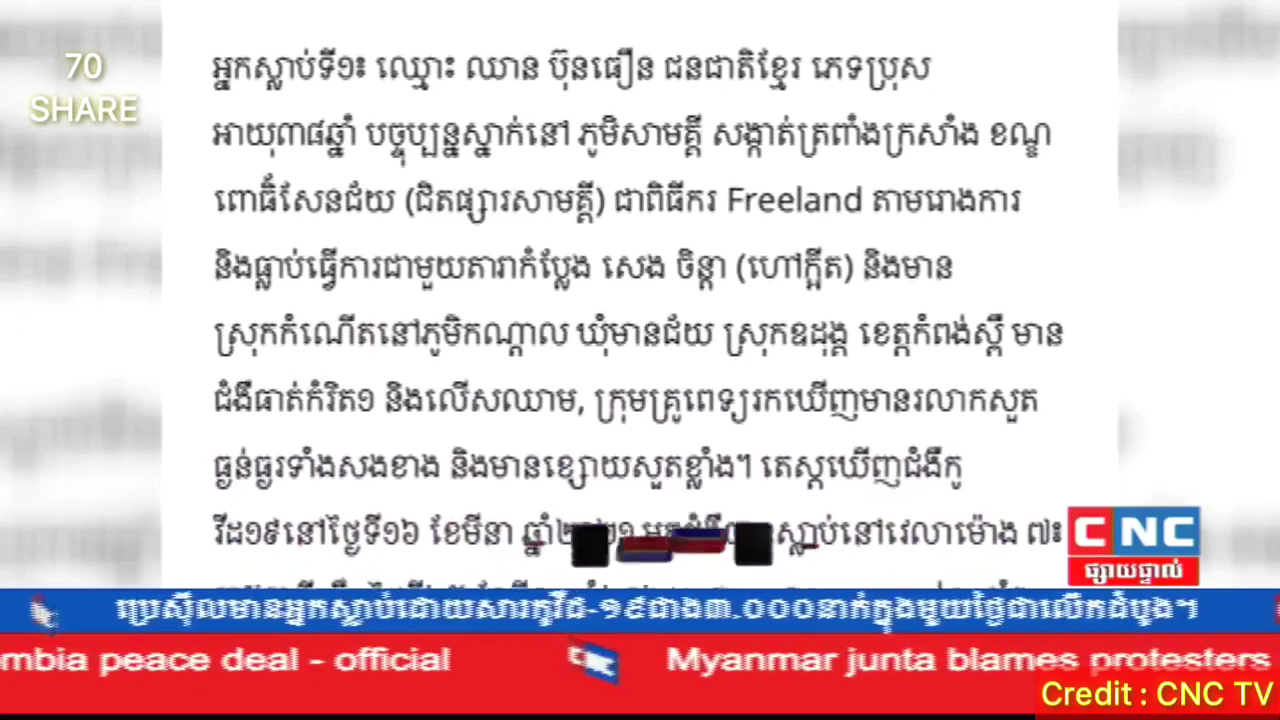 70
SHARE
អ្នកស្លាប់ទី១៖ ឈ្មោះ ឈាន ប៊ុនធឿន ជនជាតិខ្មែរ ភេទប្រុស
អាយុ៣៨ឆ្នាំ បច្ចុប្បន្នស្នាក់នៅ ភូមិសាមគ្គី សង្កាត់ត្រពាំងក្រសាំង ខណ្ឌ
ពោធិ៍សែនជ័យ (ជិតផ្សារសាមគ្គី) ជាពិធីករ Freeland តាមរោងការ
និងធ្លាប់ធ្វើការជាមួយតារាកំប្លែង សេង ចិន្តា (ហៅក្អឹត) និងមាន
ស្រុកកំណើតនៅភូមិកណ្តាល ឃុំមានជ័យ ស្រុកឧដុង្គ ខេត្តកំពង់ស្ពឺ មាន
ជំងឺធាត់កំរិត១ និងលើសឈាម, ក្រុមគ្រូពេទ្យរកឃើញមានរលាកសួត
ធ្ងន់ធ្ងរទាំងសងខាង និងមានខ្សោយសួតខ្លាំង។ តេស្តឃើញជំងឺកូ
វីដ១៩នៅថ្ងៃទី១៦ ខែមីនា ឆ្នាំ២០២១ ស្លាប់នៅវេលាម៉ោង ៧៖
CNC
ផ្សាយផ្ទាល់
ប្រេស៊ីលមានអ្នកស្លាប់ដោយសារកូវីដ-១៩ជាង៣.០០០នាក់ក្នុងមួយថ្ងៃជាលើកដំបូង។
mbia peace deal - official Myanmar junta blames protesters
Credit : CNC TV